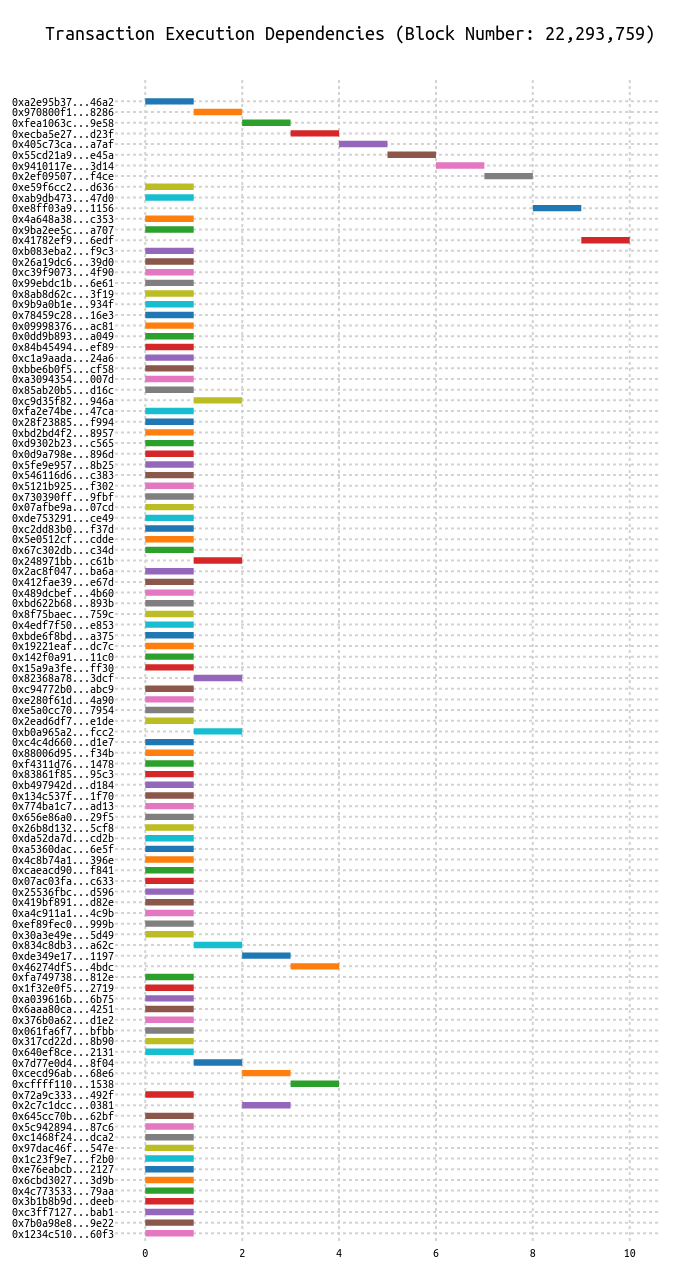 Transaction Execution Dependencies (Block Number: 22,293,759)
0xa2e95b37...46a2
0x970800f1...8286
0xfea1063c...9e58
0xecba5e27...d23f
0x405c73ca...a7af
0x55cd21a9...e45a
0x9410117e...3d14
0x2ef09507...f4ce
0xe59f6cc2...d636
0xab9db473...47d0
0xe8ff03a9...1156
0x4a648a38...c353
0x9ba2ee5c...a707
0x41782ef9...6edf
0xb083eba2...f9c3
0x26a19dc6...39d0
0xc39f9073...4f90
0x99ebdc1b...6e61
0x8ab8d62c...3f19
0x9b9a0b1e...934f
0x78459c28...16e3
0x09998376...ac81
0x0dd9b893...a049
0x84b45494...ef89
0xc1a9aada...24a6
0xbbe6b0f5...cf58
0xa3094354...007d
0x85ab20b5...d16c
0xc9d35f82...946a
0xfa2e74be...47ca
0x28f23885...f994
0xbd2bd4f2...8957
0xd9302b23...c565
0x0d9a798e...896d
0x5fe9e957...8b25
0x546116d6...c383
0x5121b925...f302
0x730390ff...9fbf
0x07afbe9a...07cd
0xde753291...ce49
0xc2dd83b0...f37d
0x5e0512cf...cdde
0x67c302db...c34d
0x248971bb...c61b
0x2ac8f047...ba6a
0x412fae39...e67d
0x489dcbef...4b60
0xbd622b68...893b
0x8f75baec...759c
0x4edf7f50...e853
0xbde6f8bd...a375
0x19221eaf...dc7c
0x142f0a91...11c0
0x15a9a3fe...ff30
0x82368a78...3dcf
0xc94772b0...abc9
0xe280f61d...4a90
0xe5a0cc70...7954
0x2ead6df7...e1de
0xb0a965a2...fcc2
0xc4c4d660...d1e7
0x88006d95...f34b
0xf4311d76...1478
0x83861f85...95c3
0xb497942d...d184
0x134c537f...1f70
0x774ba1c7...ad13
0x656e86a0...29f5
0x26b8d132...5cf8
0xda52da7d...cd2b
0xa5360dac...6e5f
0x4c8b74a1...396e
0xcaeacd90...f841
0x07ac03fa...c633
0x25536fbc...d596
0x419bf891...d82e
0xa4c911a1...4c9b
0xef89fec0...999b
0x30a3e49e...5d49
0x834c8db3...a62c
0xde349e17...1197
0x46274df5...4bdc
0xfa749738...812e
0x1f32e0f5...2719
0xa039616b...6b75
0x6aaa80ca...4251
0x376b0a62...d1e2
0x061fa6f7...bfbb
0x317cd22d...8b90
0x640ef8ce...2131
0x7d77e0d4...8f04
0xcecd96ab...68e6
0xcffff110...1538
0x72a9c333...492f
0x2c7c1dcc...0381
0x645cc70b...62bf
0x5c942894...87c6
0xc1468f24...dca2
0x97dac46f...547e
0x1c23f9e7...f2b0
0xe76eabcb...2127
0x6cbd3027...3d9b
0x4c773533...79aa
0x3b1b8b9d...deeb
0xc3ff7127...bab1
0x7b0a98e8...9e22
0x1234c510...60f3
0 2 4 6 8 10